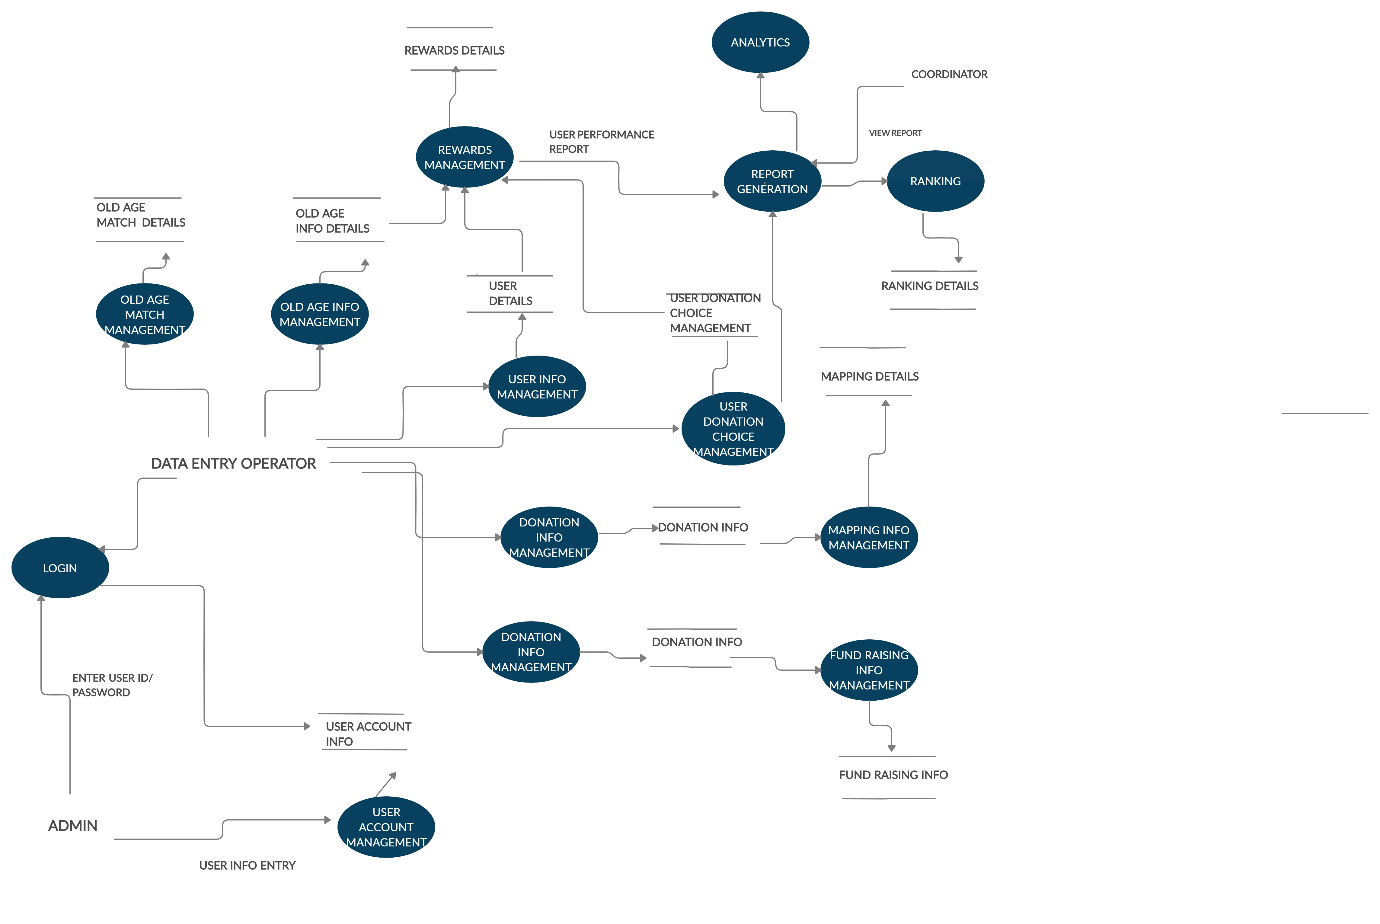 ANALYTICS
REWARDS DETAILS
COORDINATOR
USER PERFORMANCE
REPORT
VIEW REPORT
REWARDS
MANAGEMENT
REPORT
GENERATION
RANKING
OLD AGE
MATCH DETAILS
OLD AGE
INFO DETAILS
USER
DETAILS
USER DONATION
CHOICE
MANAGEMENT
RANKING DETAILS
OLD AGE
MATCH
MANAGEMENT
OLD AGE INFO
MANAGEMENT
USER INFO
MANAGEMENT
MAPPING DETAILS
USER
DONATION
CHOICE
MANAGEMENT
DATA ENTRY OPERATOR
DONATION
INFO
MANAGEMENT
DONATION INFO
MAPPING INFO
MANAGEMENT
LOGIN
DONATION
INFO
MANAGEMENT
DONATION INFO
FUND RAISING
INFO
MANAGEMENT
ENTER USER ID/
PASSWORD
USER ACCOUNT
INFO
FUND RAISING INFO
ADMIN
USER
ACCOUNT
MANAGEMENT
USER INFO ENTRY